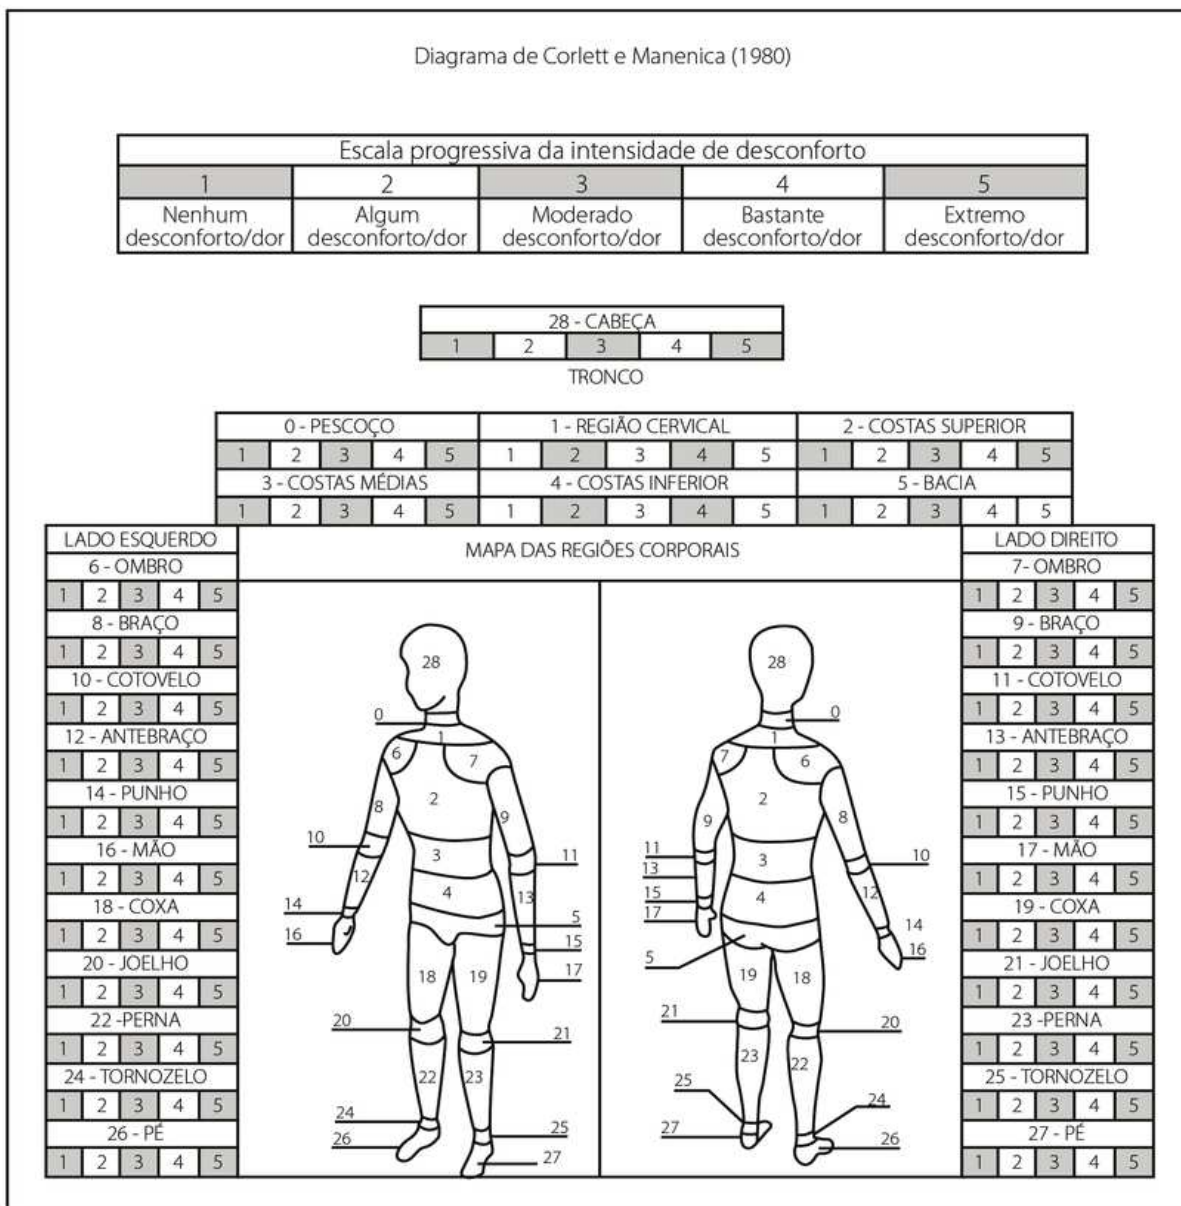 Diagrama de Corlett e Manenica (1980)
Escala progressiva da intensidade de desconforto
1 2 3 4 5
Nenhum desconforto/dor Algum desconforto/dor Moderado desconforto/dor Bastante desconforto/dor Extremo desconforto/dor
28 - CABEÇA
1 2 3 4 5
TRONCO
0 - PESCOÇO 1 - REGIÃO CERVICAL 2 - COSTAS SUPERIOR
1 2 3 4 5 1 2 3 4 5 1 2 3 4 5
3 - COSTAS MÉDIAS 4 - COSTAS INFERIOR 5 - BACIA
1 2 3 4 5 1 2 3 4 5 1 2 3 4 5
LADO ESQUERDO
6 - OMBRO
1 2 3 4 5
8 - BRAÇO
1 2 3 4 5
10 - COTOVELO
1 2 3 4 5
12 - ANTEBRAÇO
1 2 3 4 5
14 - PUNHO
1 2 3 4 5
16 - MÃO
1 2 3 4 5
18 - COXA
1 2 3 4 5
20 - JOELHO
1 2 3 4 5
22 -PERNA
1 2 3 4 5
24 - TORNOZELO
1 2 3 4 5
26 - PÉ
1 2 3 4 5
MAPA DAS REGIÕES CORPORAIS
28
0
1
6
7
2
8
9
10
3
11
12
4
13
14
5
16
15
18
19
17
20
21
22
23
24
25
26
27
28
0
1
7
6
2
9
8
11
3
10
13
12
15
4
17
14
16
5
19
18
21
20
23
22
25
24
27
26
LADO DIREITO
7- OMBRO
1 2 3 4 5
9 - BRAÇO
1 2 3 4 5
11 - COTOVELO
1 2 3 4 5
13 - ANTEBRAÇO
1 2 3 4 5
15 - PUNHO
1 2 3 4 5
17 - MÃO
1 2 3 4 5
19 - COXA
1 2 3 4 5
21 - JOELHO
1 2 3 4 5
23 -PERNA
1 2 3 4 5
25 - TORNOZELO
1 2 3 4 5
27 - PÉ
1 2 3 4 5